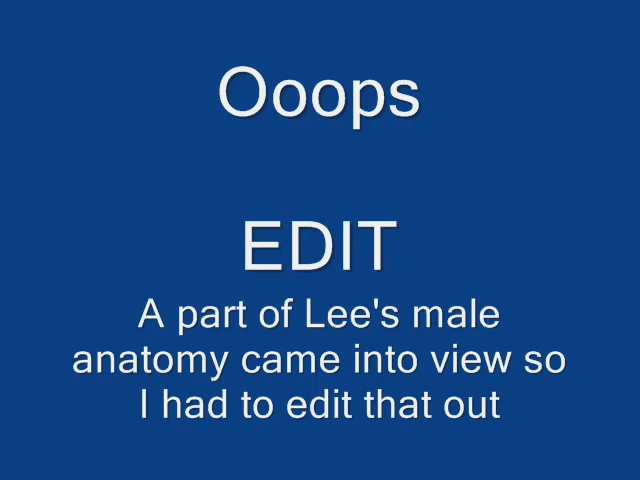 Ooops
EDIT
A part of Lee's male
anatomy came into view so
I had to edit that out